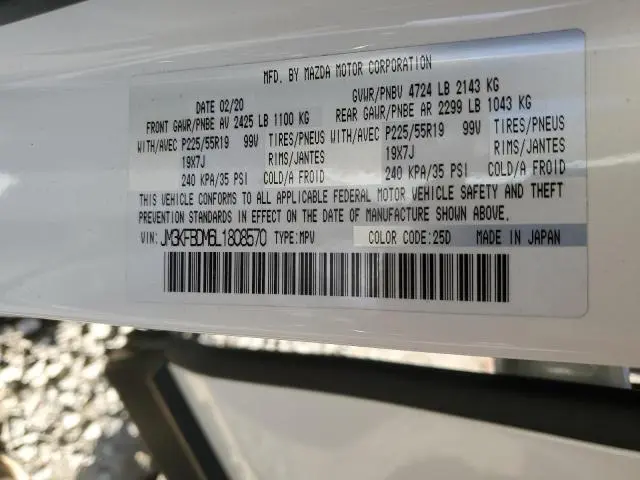 MFD. BY MAZDA MOTOR CORPORATION
DATE 02/20 GVWR/PNBV 4724 LB 2143 KG
FRONT GAWR/PNBE AV 2425 LB 1100 KG REAR GAWR/PNBE AR 2299 LB 1043 KG
WITH/AVEC P225/55R19 99V TIRES/PNEUS WITH/AVEC P225/55R19 99V TIRES/PNEUS
19X7J RIMS/JANTES 19X7J RIMS/JANTES
240 KPA/35 PSI COLD/A FROID 240 KPA/35 PSI COLD/A FROID
THIS VEHICLE CONFORMS TO ALL APPLICABLE FEDERAL MOTOR VEHICLE SAFETY AND THEFT
PREVENTION STANDARDS IN EFFECT ON THE DATE OF MANUFACTURE SHOWN ABOVE.
VIN: JM3KFBDM6L1808570 TYPE:MPV COLOR CODE:25D MADE IN JAPAN